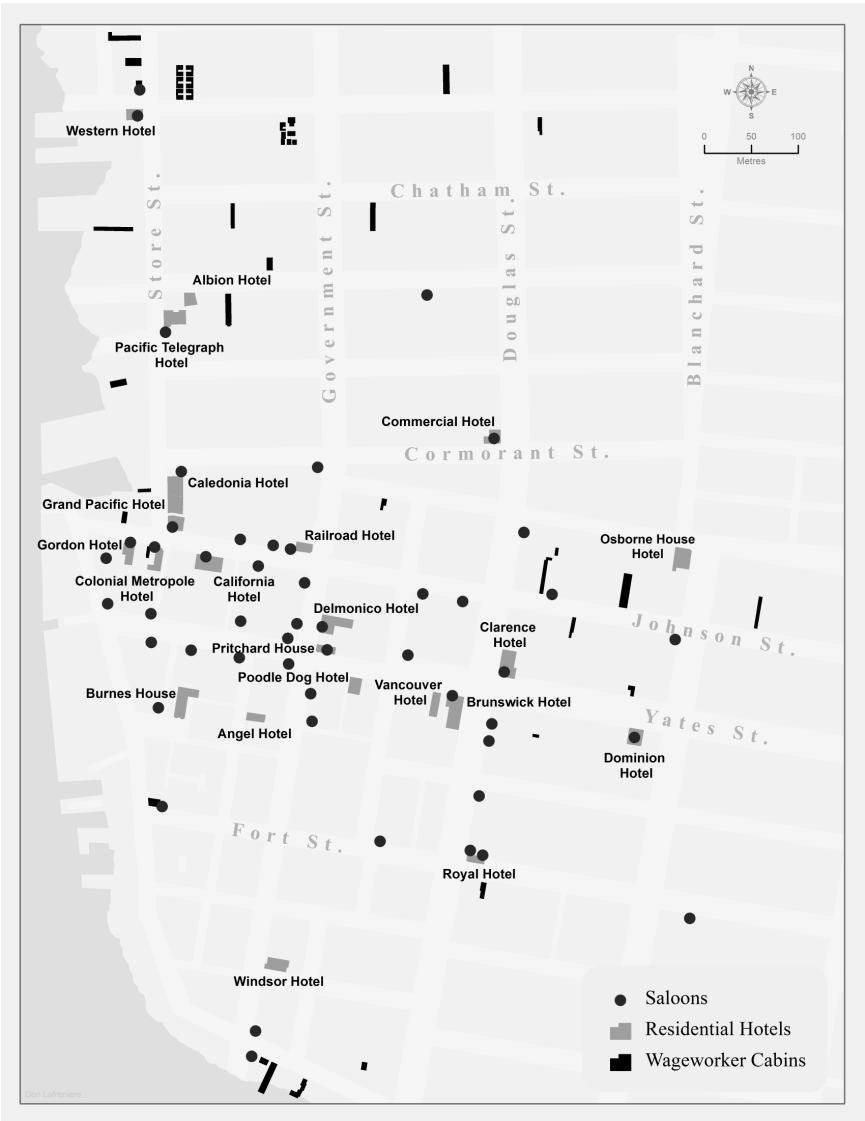 N
W E
S
0 50 100
Metres
Western Hotel
Chatham St.
Store St.
Government St.
Douglas St.
Blanchard St.
Albion Hotel
Pacific Telegraph
Hotel
Commercial Hotel
Cormorant St.
Caledonia Hotel
Grand Pacific Hotel
Railroad Hotel
Gordon Hotel
Osborne House
Hotel
Colonial Metropole
Hotel
California
Hotel
Delmonico Hotel
Johnson St.
Clarence
Hotel
Pritchard House
Poodle Dog Hotel
Vancouver
Hotel
Burnes House
Brunswick Hotel
Yates St.
Angel Hotel
Dominion
Hotel
Fort St.
Royal Hotel
Windsor Hotel
Saloons
Residential Hotels
Wageworker Cabins
Don Lafreniere